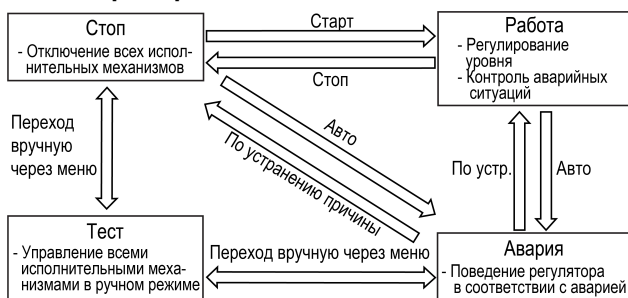 Стоп
- Отключение всех испол-
нительных механизмов
Старт
Стоп
Работа
- Регулирование
уровня
- Контроль аварийных
ситуаций
Переход
вручную
через меню
Авто
По устранению причины
По устр.
Авто
Тест
- Управление всеми
исполнительными меха-
низмами в ручном режиме
Переход вручную через меню
Авария
- Поведение регулятора
в соответствии с аварией